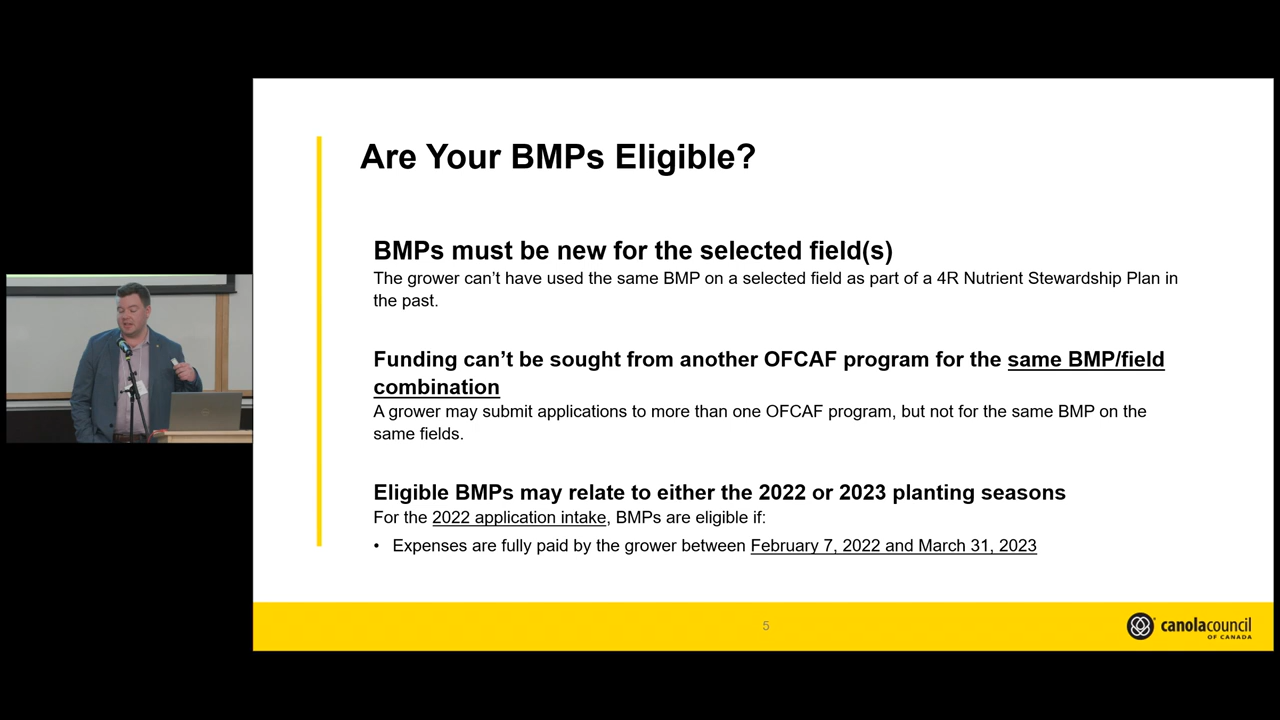 Are Your BMPs Eligible?
BMPs must be new for the selected field(s)
The grower can’t have used the same BMP on a selected field as part of a 4R Nutrient Stewardship Plan in
the past.
Funding can’t be sought from another OFCAF program for the same BMP/field
combination
A grower may submit applications to more than one OFCAF program, but not for the same BMP on the
same fields.
Eligible BMPs may relate to either the 2022 or 2023 planting seasons
For the 2022 application intake, BMPs are eligible if:
• Expenses are fully paid by the grower between February 7, 2022 and March 31, 2023
5
canolacouncil
OF CANADA